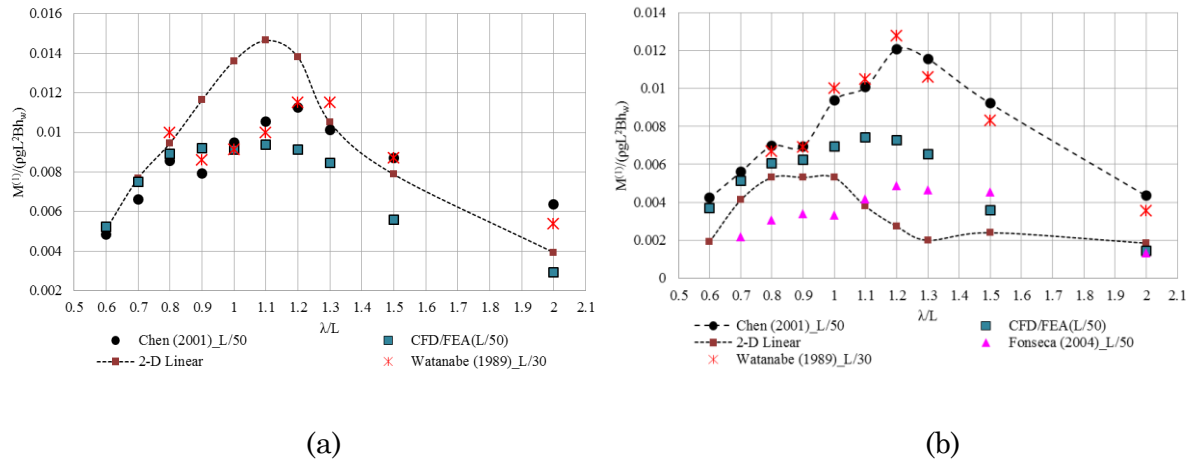 0.016
0.014
0.012
0.01
0.008
0.006
0.004
0.002
M(1)/(ρgL2Bhw)
0.5 0.6 0.7 0.8 0.9 1 1.1 1.2 1.3 1.4 1.5 1.6 1.7 1.8 1.9 2 2.1
λ/L
Chen (2001)_L/50 CFD/FEA(L/50)
2-D Linear Watanabe (1989)_L/30
(a)
0.014
0.012
0.01
0.008
0.006
0.004
0.002
0
M(1)/(ρgL2Bhw)
0.5 0.6 0.7 0.8 0.9 1 1.1 1.2 1.3 1.4 1.5 1.6 1.7 1.8 1.9 2 2.1
λ/L
Chen (2001)_L/50 CFD/FEA(L/50)
2-D Linear Fonseca (2004)_L/50
Watanabe (1989)_L/30
(b)